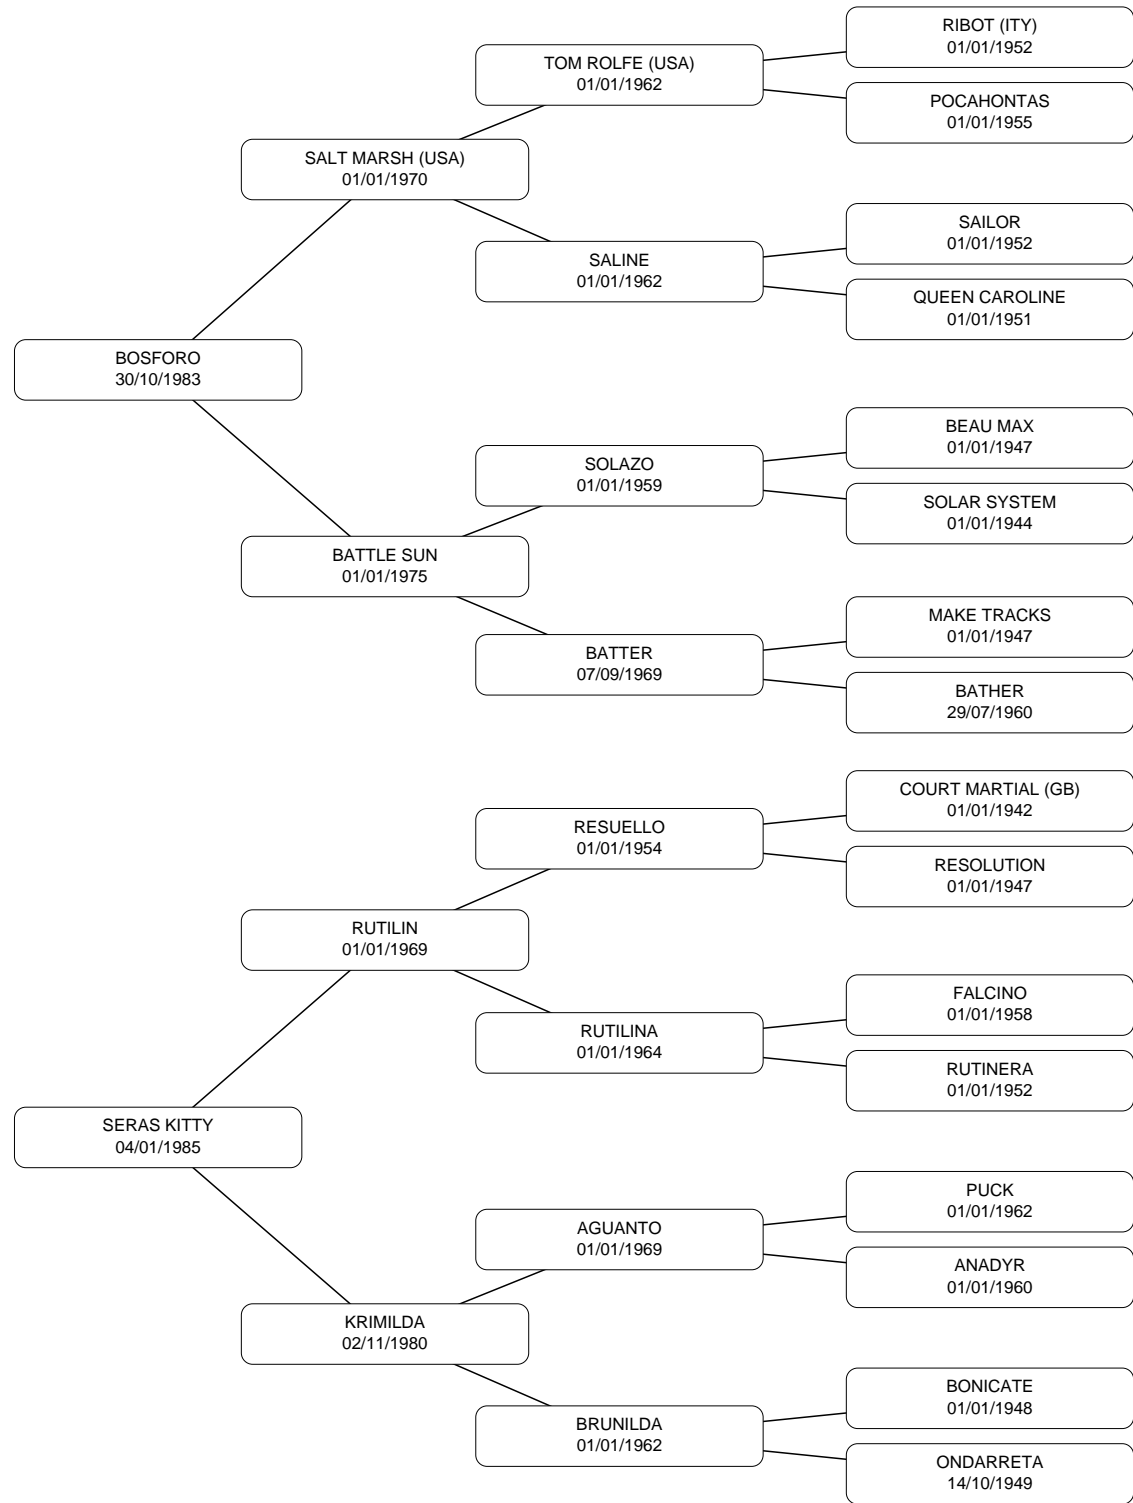 RIBOT (ITY)
01/01/1952
TOM ROLFE (USA)
01/01/1962
POCAHONTAS
01/01/1955
SALT MARSH (USA)
01/01/1970
SAILOR
01/01/1952
SALINE
01/01/1962
QUEEN CAROLINE
01/01/1951
BOSFORO
30/10/1983
BEAU MAX
01/01/1947
SOLAZO
01/01/1959
SOLAR SYSTEM
01/01/1944
BATTLE SUN
01/01/1975
MAKE TRACKS
01/01/1947
BATTER
07/09/1969
BATHER
29/07/1960
COURT MARTIAL (GB)
01/01/1942
RESUELLO
01/01/1954
RESOLUTION
01/01/1947
RUTILIN
01/01/1969
FALCINO
01/01/1958
RUTILINA
01/01/1964
RUTINERA
01/01/1952
SERAS KITTY
04/01/1985
PUCK
01/01/1962
AGUANTO
01/01/1969
ANADYR
01/01/1960
KRIMILDA
02/11/1980
BONICATE
01/01/1948
BRUNILDA
01/01/1962
ONDARRETA
14/10/1949